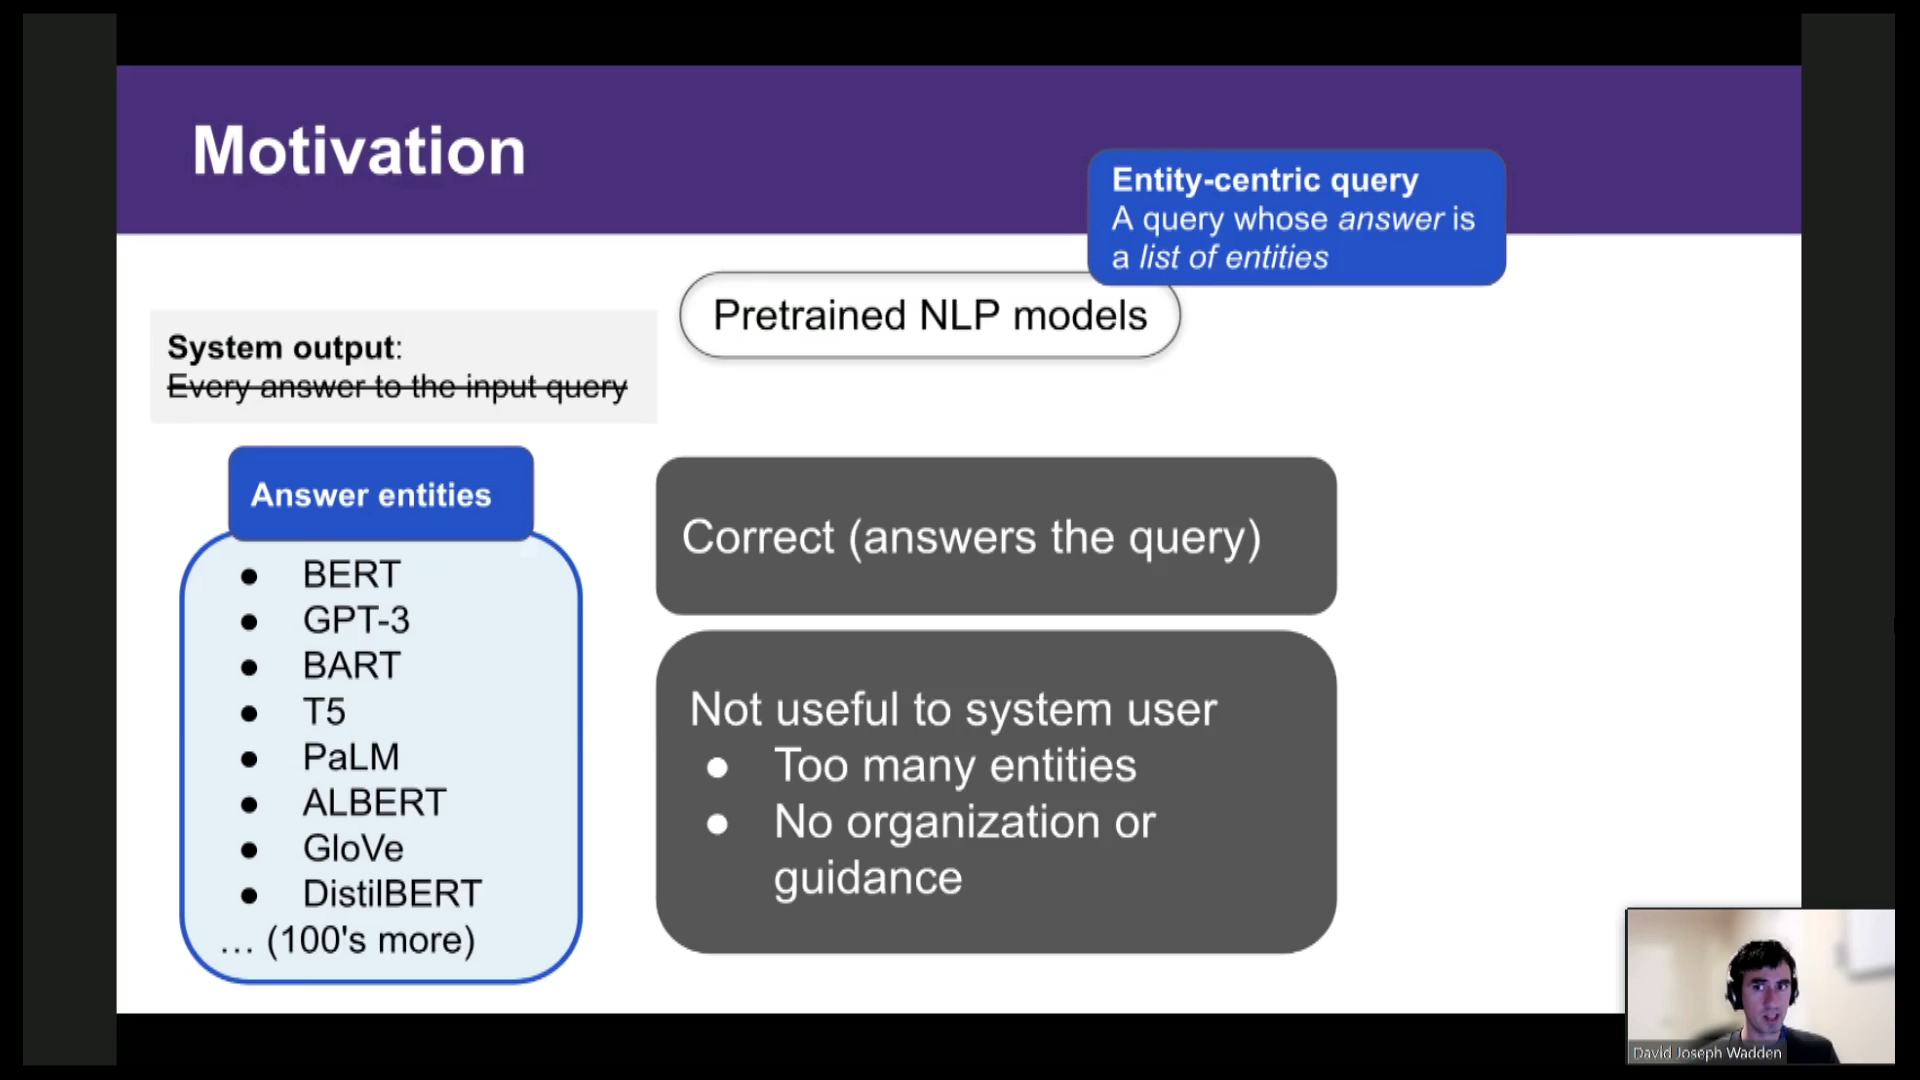 Motivation
Entity-centric query
A query whose answer is
a list of entities
Pretrained NLP models
System output:
Every answer to the input query
Answer entities
● BERT
● GPT-3
● BART
● T5
● PaLM
● ALBERT
● GloVe
● DistilBERT
… (100's more)
Correct (answers the query)
Not useful to system user
● Too many entities
● No organization or
guidance
David Joseph Wadden